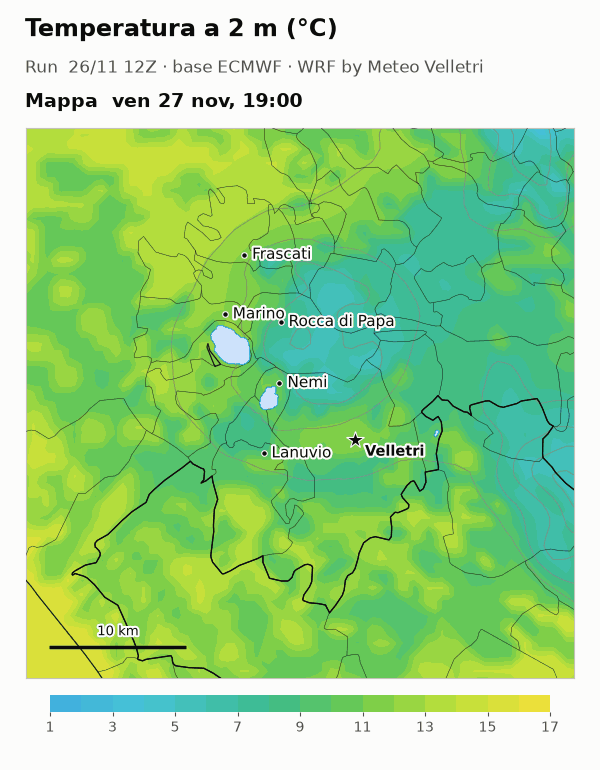 Temperatura a 2 m (°C)
Run 26/11 12Z · base ECMWF · WRF by Meteo Velletri
Mappa ven 27 nov, 19:00
Frascati
Marino
Rocca di Papa
Nemi
Velletri
Lanuvio
10 km
1 3 5 7 9 11 13 15 17